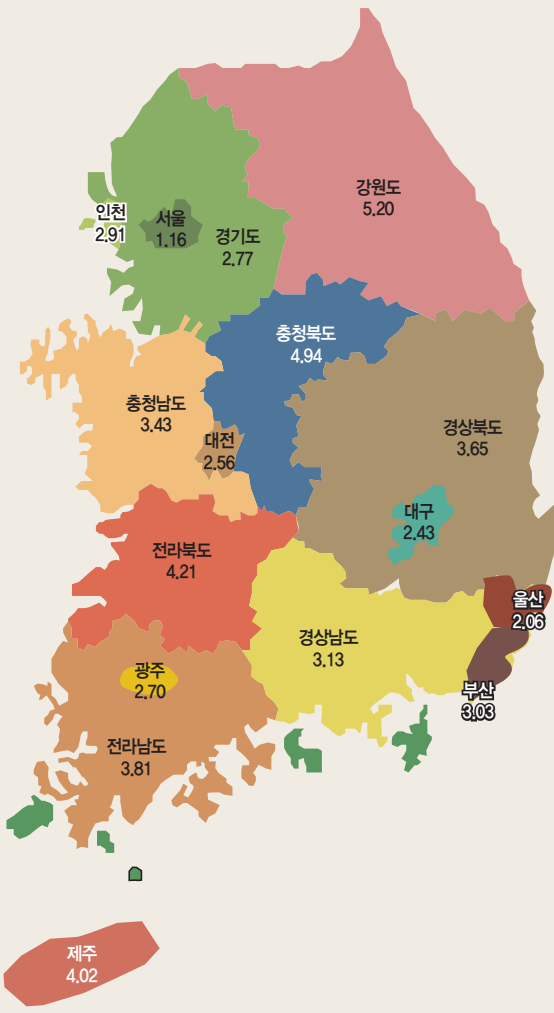 강원도
5.20
인천
2.91
서울
1.16
경기도
2.77
충청북도
4.94
충청남도
3.43
대전
2.56
경상북도
3.65
대구
2.43
전라북도
4.21
울산
2.06
경상남도
3.13
광주
2.70
부산
3.03
전라남도
3.81
제주
4.02